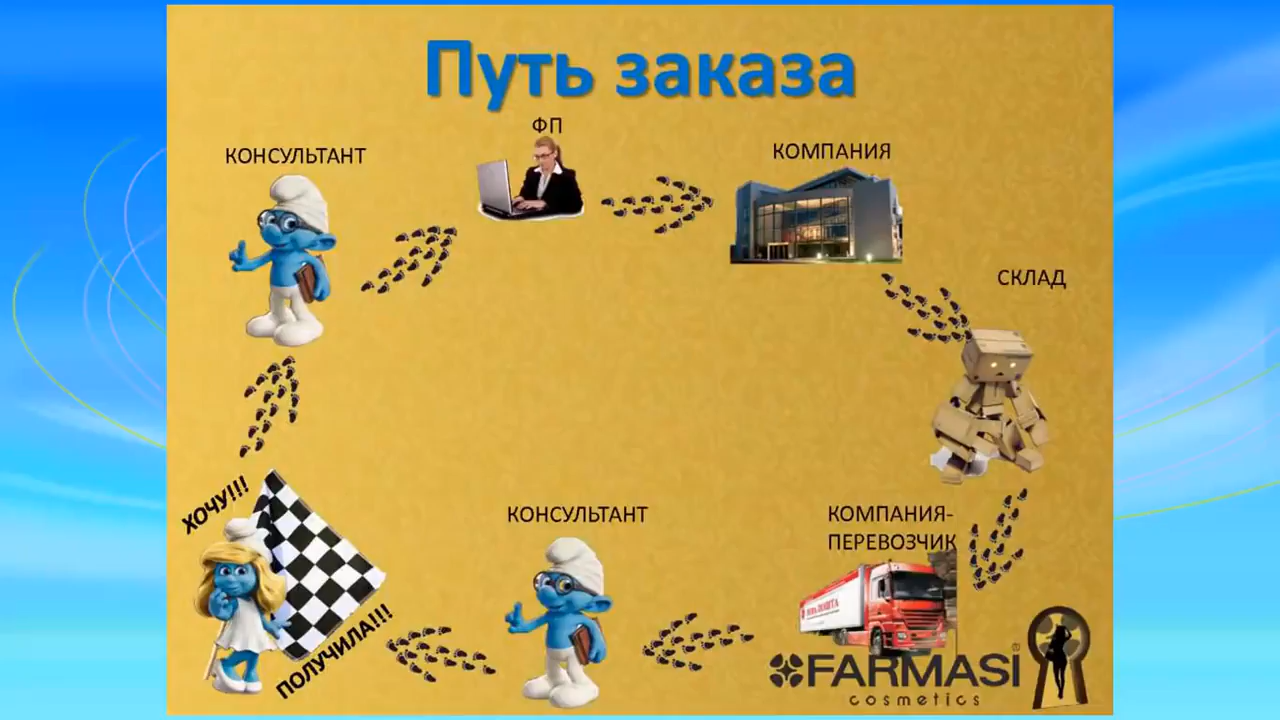 Путь заказа
ФП
КОНСУЛЬТАНТ
КОМПАНИЯ
СКЛАД
ХОЧУ!!!
КОНСУЛЬТАНТ
КОМПАНИЯ-
ПЕРЕВОЗЧИК
ПОЛУЧИЛА!!!
FARMASI®
cosmetics